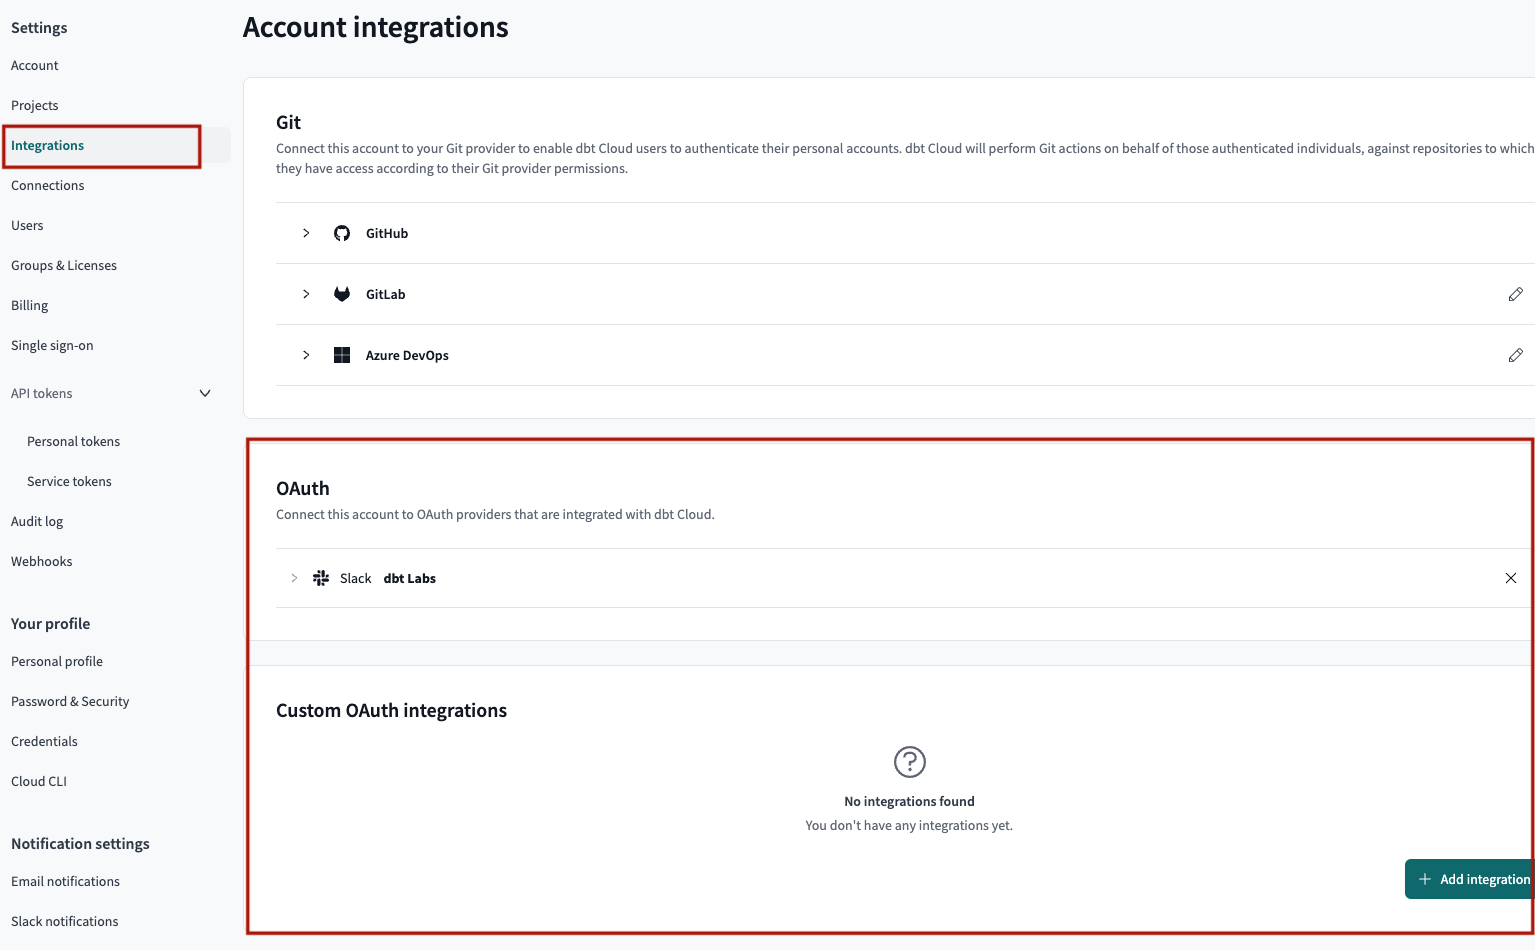 Settings
Account
Projects
Integrations
Connections
Users
Groups & Licenses
Billing
Single sign-on
API tokens
Personal tokens
Service tokens
Audit log
Webhooks
Your profile
Personal profile
Password & Security
Credentials
Cloud CLI
Notification settings
Email notifications
Slack notifications
Account integrations
Git
Connect this account to your Git provider to enable dbt Cloud users to authenticate their personal accounts. dbt Cloud will perform Git actions on behalf of those authenticated individuals, against repositories to which
they have access according to their Git provider permissions.
GitHub
GitLab
Azure DevOps
OAuth
Connect this account to OAuth providers that are integrated with dbt Cloud.
Slack dbt Labs
Custom OAuth integrations
No integrations found
You don't have any integrations yet.
Add integration